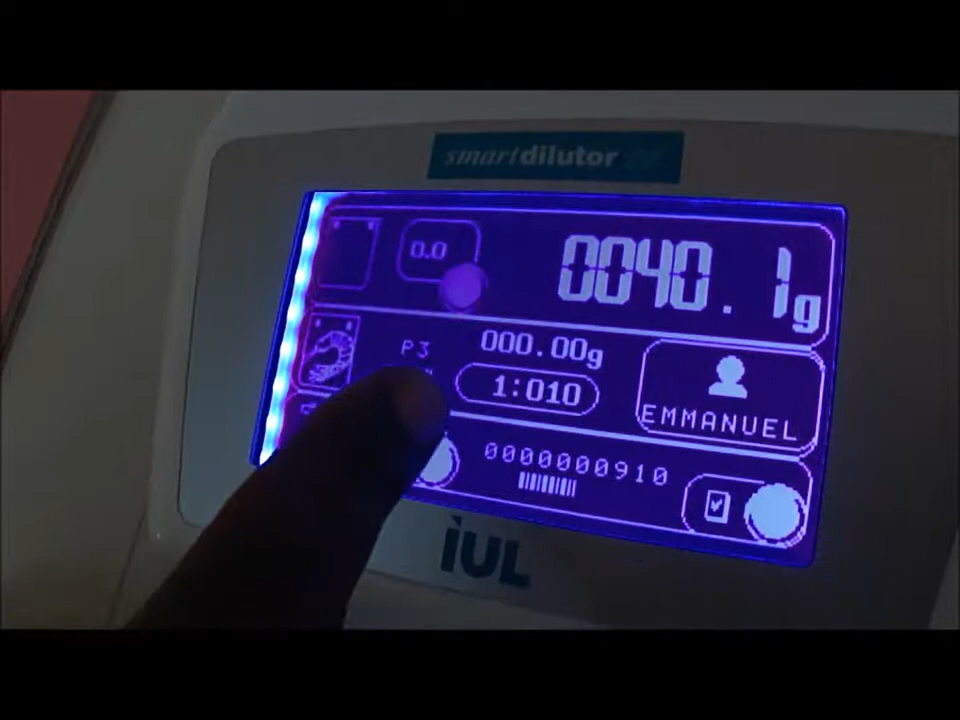 smartdilutor
0.0
0040.1g
P3
000.00g
1:010
EMMANUEL
0000000910
iUL